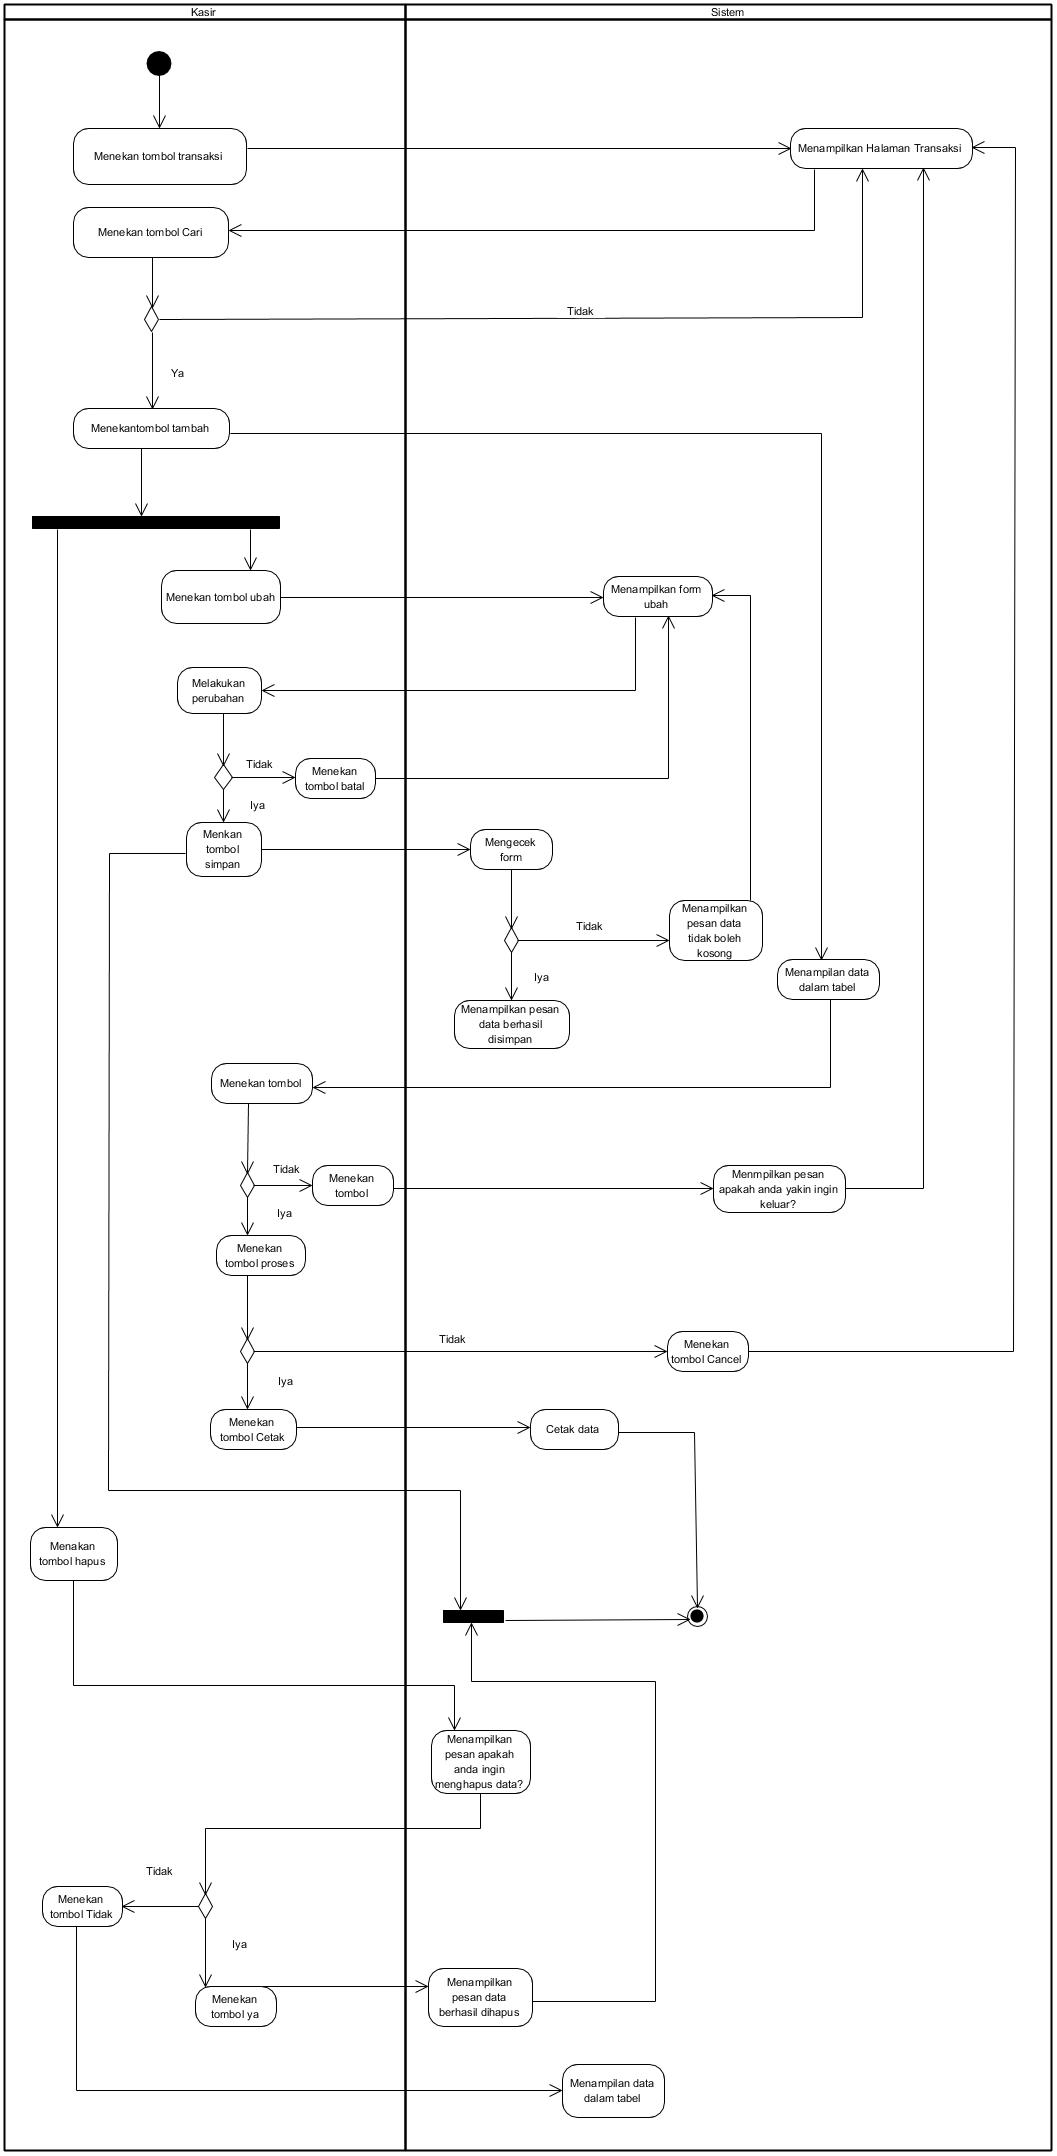 Kasir
Sistem
Menekan tombol transaksi
Menampilkan Halaman Transaksi
Menekan tombol Cari
Tidak
Ya
Menekantombol tambah
Menekan tombol ubah
Menampilkan form
ubah
Melakukan
perubahan
Tidak
Menekan
tombol batal
Iya
Menkan
tombol
simpan
Mengecek
form
Tidak
Menampilkan
pesan data
tidak boleh
kosong
Iya
Menampilkan pesan
data berhasil
disimpan
Menampilan data
dalam tabel
Menekan tombol
Tidak
Menekan
tombol
Menmpilkan pesan
apakah anda yakin ingin
keluar?
Iya
Menekan
tombol proses
Tidak
Menekan
tombol Cancel
Iya
Menekan
tombol Cetak
Cetak data
Menakan
tombol hapus
Menampilkan
pesan apakah
anda ingin
menghapus data?
Tidak
Menekan
tombol Tidak
Iya
Menekan
tombol ya
Menampilkan
pesan data
berhasil dihapus
Menampilan data
dalam tabel